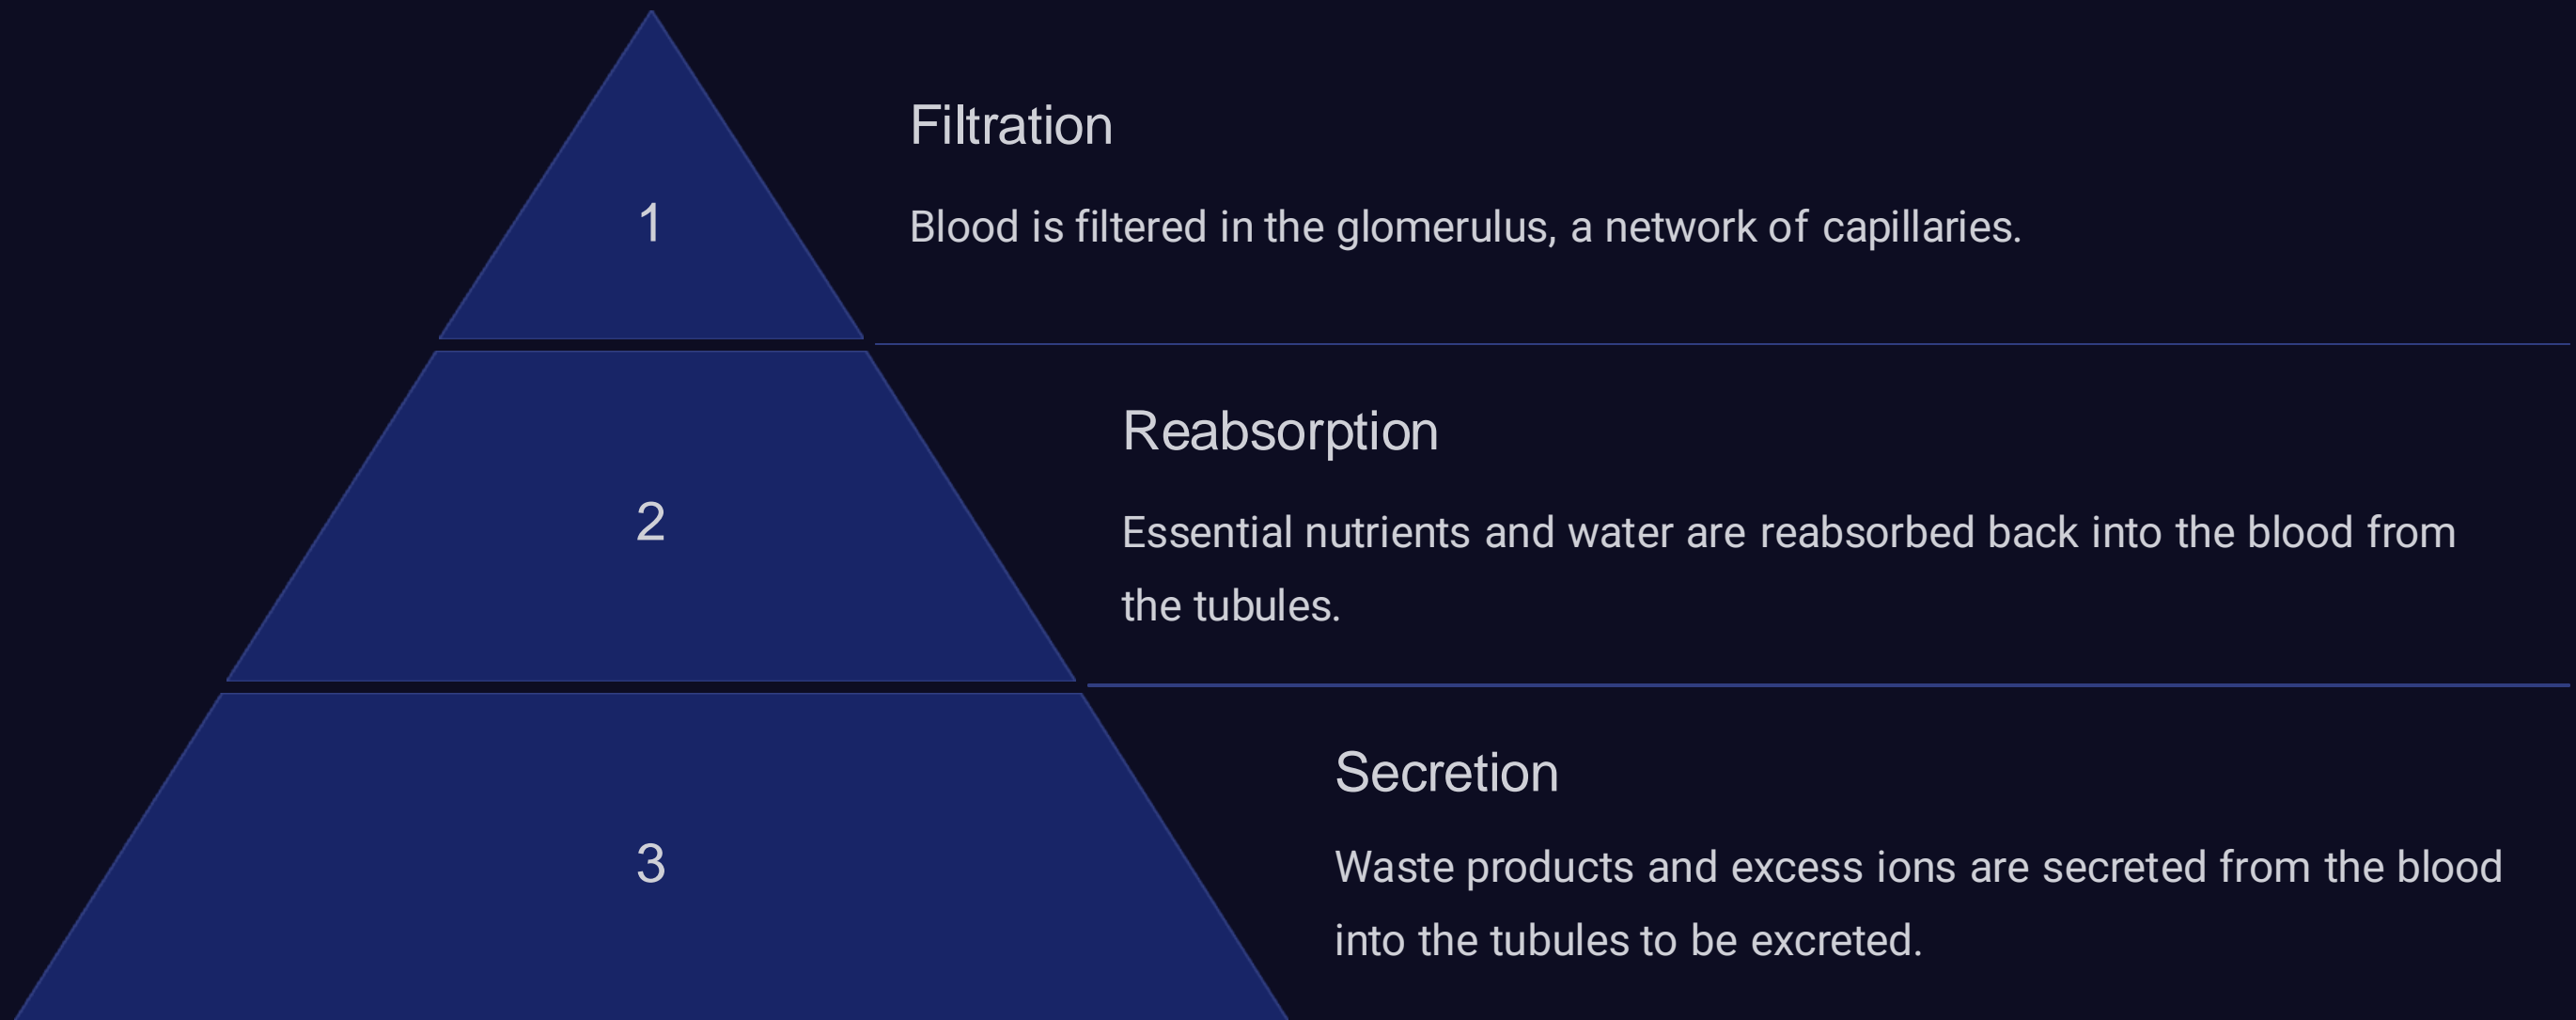 1
Filtration
Blood is filtered in the glomerulus, a network of capillaries.
2
Reabsorption
Essential nutrients and water are reabsorbed back into the blood from
the tubules.
3
Secretion
Waste products and excess ions are secreted from the blood
into the tubules to be excreted.